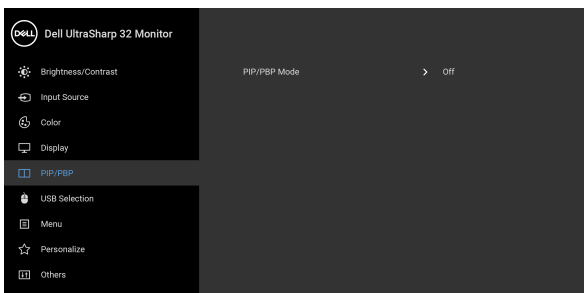 DELL Dell UltraSharp 32 Monitor
Brightness/Contrast
PIP/PBP Mode Off
Input Source
Color
Display
PIP/PBP
USB Selection
Menu
Personalize
Others